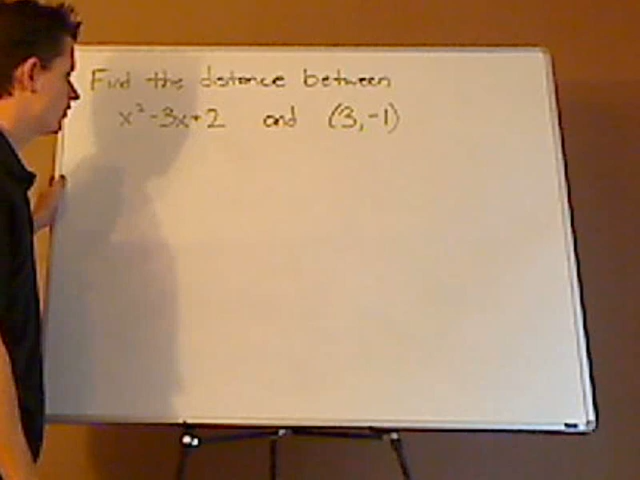 Find the distance between
x² -3x+2 and (3,-1)